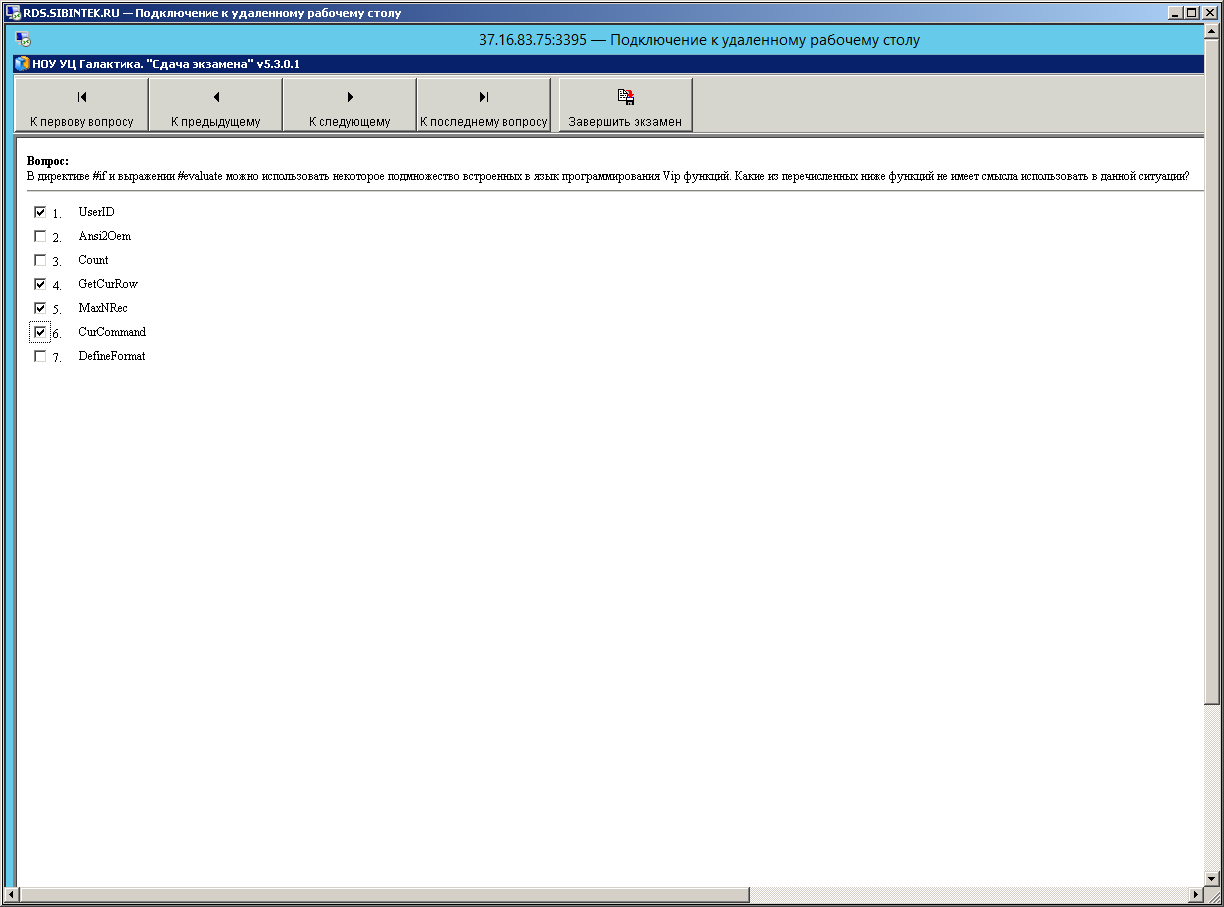 RDS.SIBINTEK.RU — Подключение к удаленному рабочему столу
37.16.83.75:3395 — Подключение к удаленному рабочему столу
НОУ УЦ Галактика. "Сдача экзамена" v5.3.0.1
К первому вопросу К предыдущему К следующему К последнему вопросу Завершить экзамен
Вопрос:
В директиве #if и выражении #evaluate можно использовать некоторое подмножество встроенных в язык программирования Vip функций. Какие из перечисленных ниже функций не имеет смысла использовать в данной ситуации?
1. UserID
2. Ansi2Oem
3. Count
4. GetCurRow
5. MaxNRec
6. CurCommand
7. DefineFormat